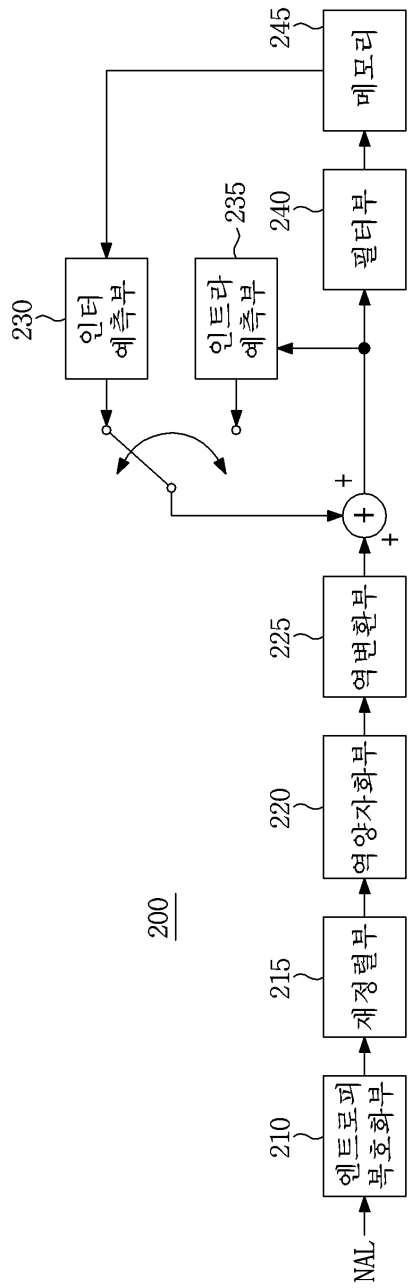 200
NAL
210
엔트로피
복호화부
215
재정렬부
220
역양자화부
225
역변환부
+
+
+
230
인터
예측부
235
인트라
예측부
240
필터부
245
메모리